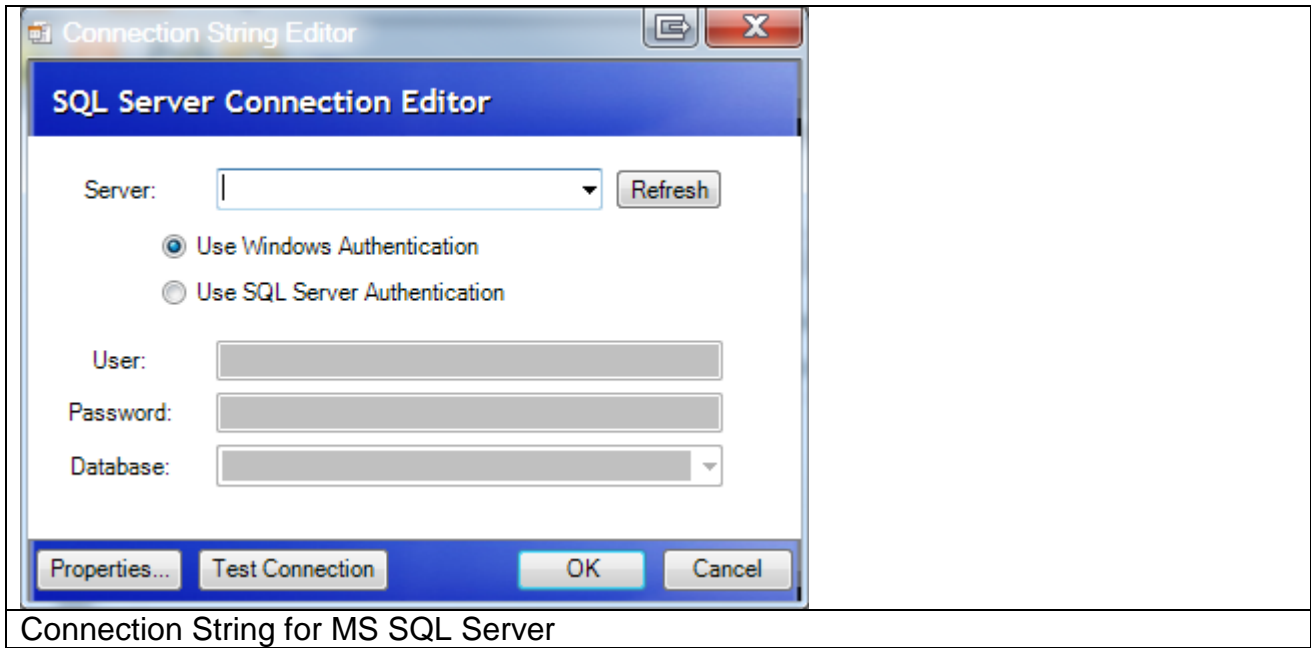 Connection String Editor
SQL Server Connection Editor
Server: Refresh
Use Windows Authentication
Use SQL Server Authentication
User:
Password:
Database:
Properties... Test Connection OK Cancel
Connection String for MS SQL Server